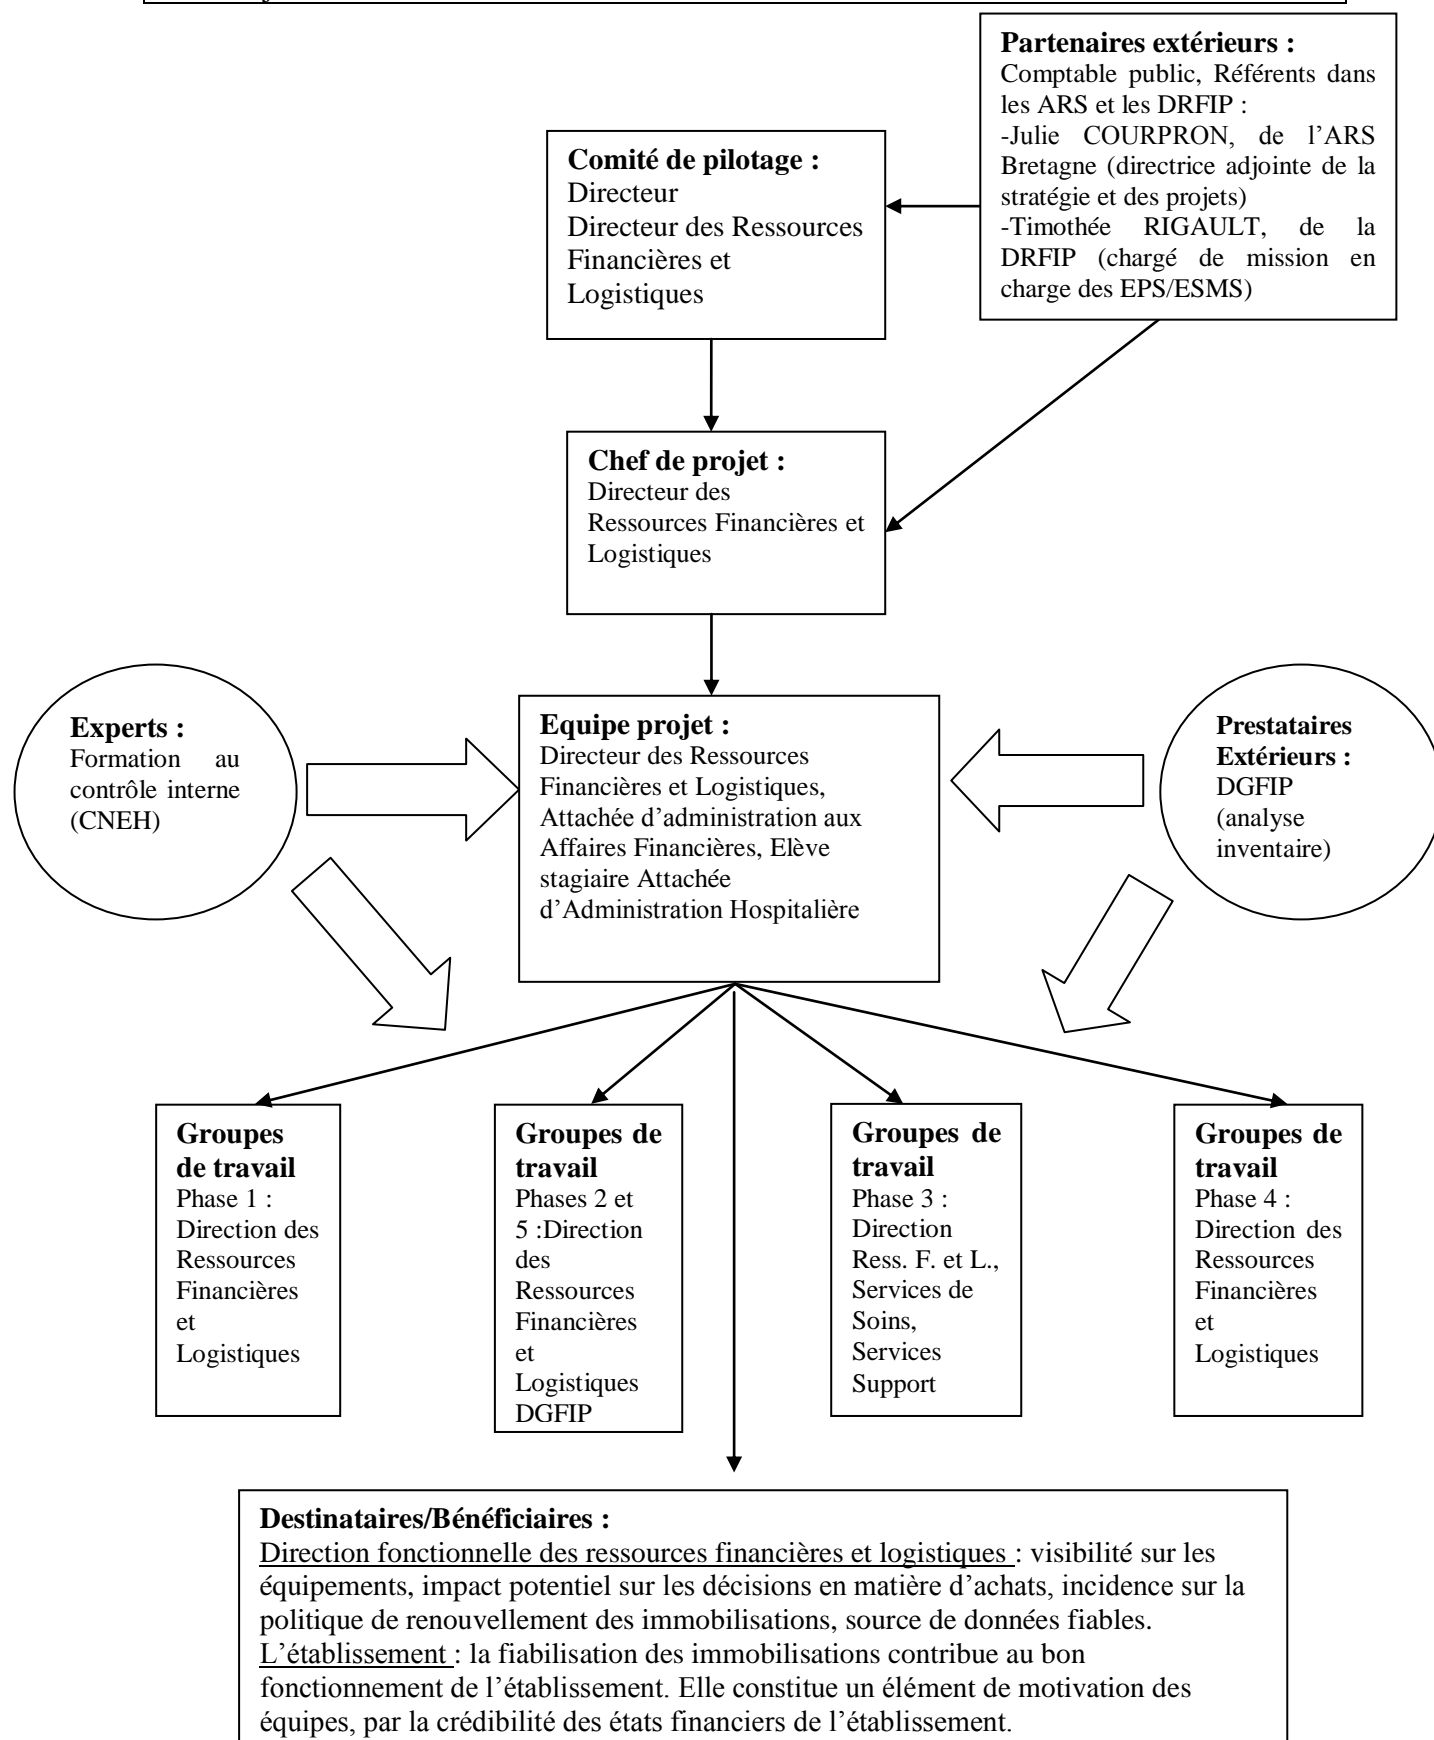 Partenaires extérieurs :
Comptable public, Référents dans
les ARS et les DRFIP :
-Julie COURPRON, de l’ARS
Bretagne (directrice adjointe de la
stratégie et des projets)
-Timothée RIGAULT, de la
DRFIP (chargé de mission en
charge des EPS/ESMS)
Comité de pilotage :
Directeur
Directeur des Ressources
Financières et
Logistiques
Chef de projet :
Directeur des
Ressources Financières et
Logistiques
Experts :
Formation au
contrôle interne
(CNEH)
Equipe projet :
Directeur des Ressources
Financières et Logistiques,
Attachée d’administration aux
Affaires Financières, Elève
stagiaire Attachée
d’Administration Hospitalière
Prestataires
Extérieurs :
DGFIP
(analyse
inventaire)
Groupes
de travail
Phase 1 :
Direction des
Ressources
Financières
et
Logistiques
Groupes de
travail
Phases 2 et
5 :Direction
des
Ressources
Financières
et
Logistiques
DGFIP
Groupes de
travail
Phase 3 :
Direction
Ress. F. et L.,
Services de
Soins,
Services
Support
Groupes de
travail
Phase 4 :
Direction des
Ressources
Financières
et
Logistiques
Destinataires/Bénéficiaires :
Direction fonctionnelle des ressources financières et logistiques : visibilité sur les
équipements, impact potentiel sur les décisions en matière d’achats, incidence sur la
politique de renouvellement des immobilisations, source de données fiables.
L’établissement : la fiabilisation des immobilisations contribue au bon
fonctionnement de l’établissement. Elle constitue un élément de motivation des
équipes, par la crédibilité des états financiers de l’établissement.